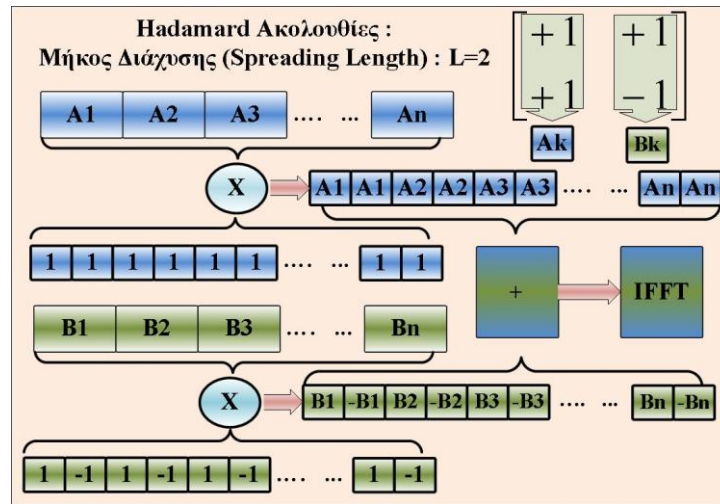 Hadamard Ακολουθίες :
Μήκος Διάχυσης (Spreading Length) : L=2
+1 +1
+1 −1
A1 A2 A3 .... ... An
Ak Bk
X
A1 A1 A2 A2 A3 A3 .... ... An An
1 1 1 1 1 1 .... ... 1 1
+ IFFT
B1 B2 B3 .... ... Bn
X
B1 -B1 B2 -B2 B3 -B3 .... ... Bn -Bn
1 -1 1 -1 1 -1 .... ... 1 -1